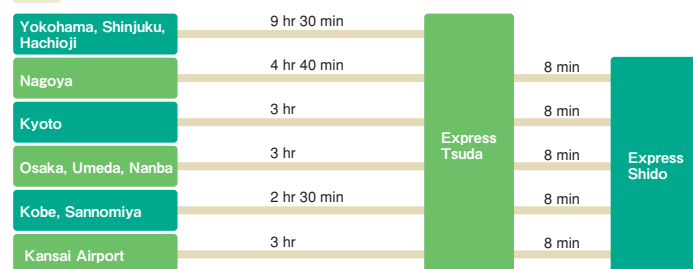 Yokohama, Shinjuku,
Hachioji
9 hr 30 min
Nagoya
4 hr 40 min
8 min
Kyoto
3 hr
8 min
Express
Tsuda
Osaka, Umeda, Nanba
3 hr
8 min
Express
Shido
Kobe, Sannomiya
2 hr 30 min
8 min
Kansai Airport
3 hr
8 min